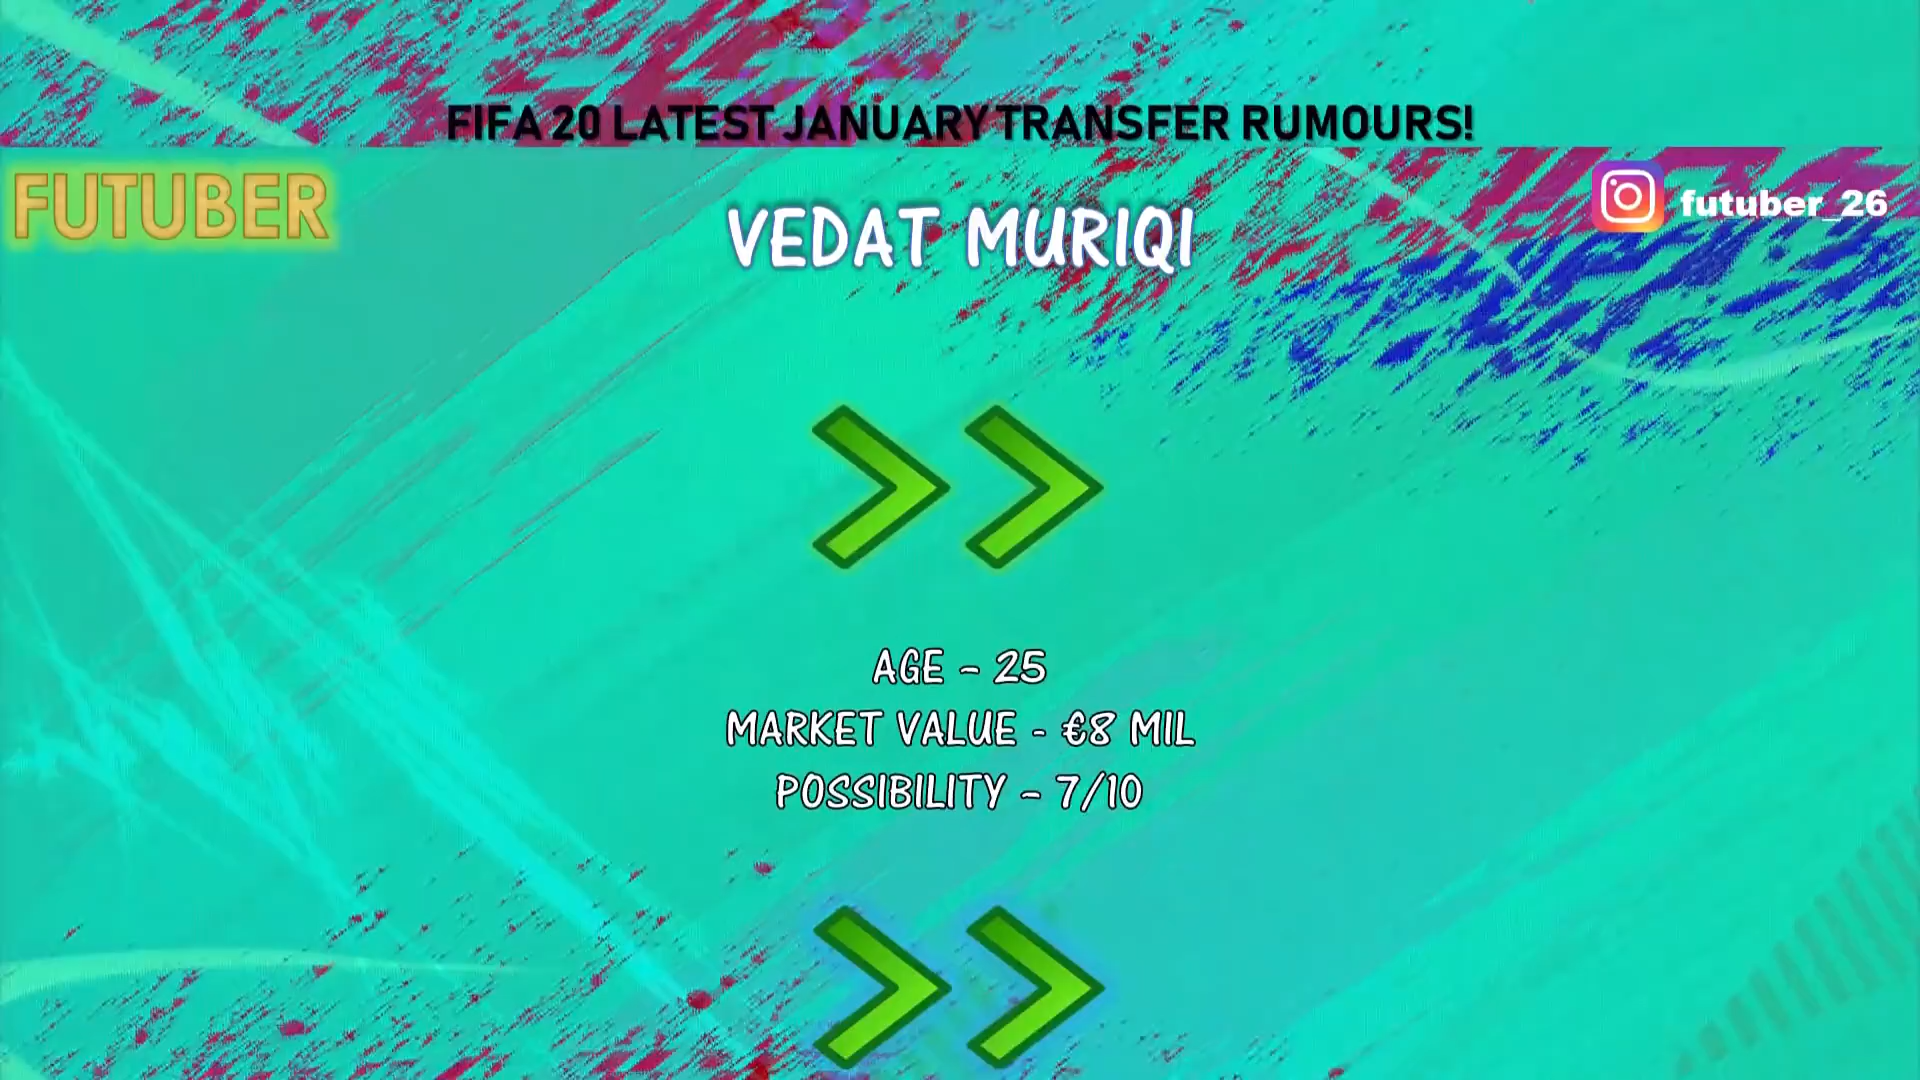 FIFA 20 LATEST JANUARY TRANSFER RUMOURS!
FUTUBER
futuber_26
VEDAT MURIQI
AGE - 25
MARKET VALUE - €8 MIL
POSSIBILITY - 7/10